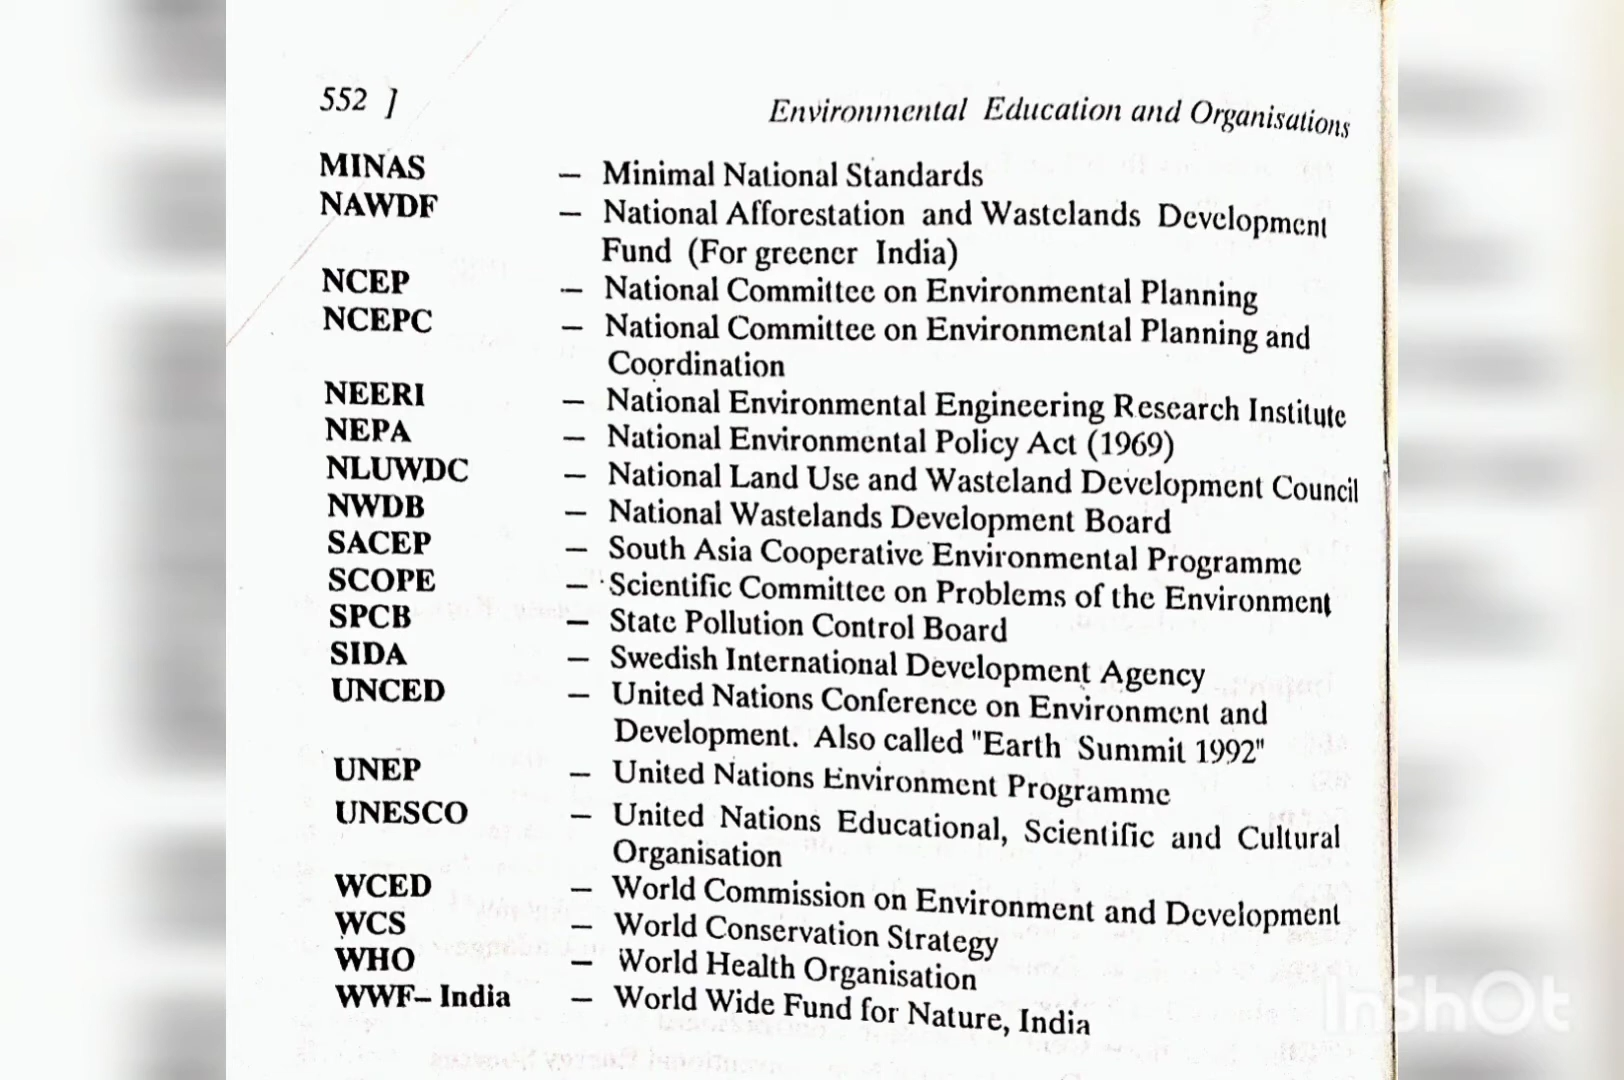 552 ]
Environmental Education and Organisations
MINAS – Minimal National Standards
NAWDF – National Afforestation and Wastelands Development
Fund (For greener India)
NCEP – National Committee on Environmental Planning
NCEPC – National Committee on Environmental Planning and
Coordination
NEERI – National Environmental Engineering Research Institute
NEPA – National Environmental Policy Act (1969)
NLUWDC – National Land Use and Wasteland Development Council
NWDB – National Wastelands Development Board
SACEP – South Asia Cooperative Environmental Programme
SCOPE – Scientific Committee on Problems of the Environment
SPCB – State Pollution Control Board
SIDA – Swedish International Development Agency
UNCED – United Nations Conference on Environment and
Development. Also called "Earth Summit 1992"
UNEP – United Nations Environment Programme
UNESCO – United Nations Educational, Scientific and Cultural
Organisation
WCED – World Commission on Environment and Development
WCS – World Conservation Strategy
WHO – World Health Organisation
WWF– India – World Wide Fund for Nature, India
InShOt